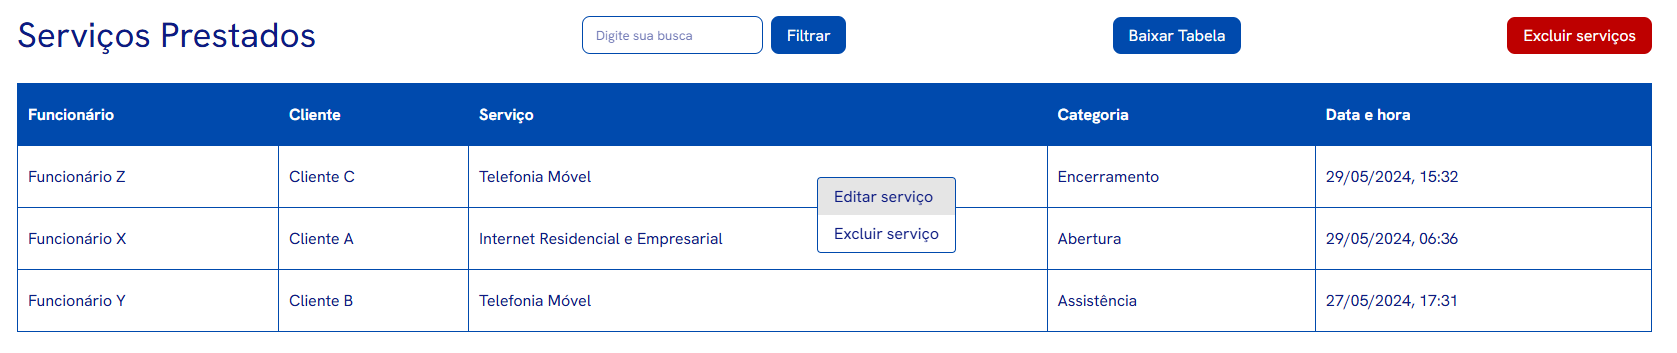 Serviços Prestados
Digite sua busca
Filtrar
Baixar Tabela
Excluir serviços
Funcionário Cliente Serviço Categoria Data e hora
Funcionário Z Cliente C Telefonia Móvel Encerramento 29/05/2024, 15:32
Editar serviço
Excluir serviço
Funcionário X Cliente A Internet Residencial e Empresarial Abertura 29/05/2024, 06:36
Funcionário Y Cliente B Telefonia Móvel Assistência 27/05/2024, 17:31